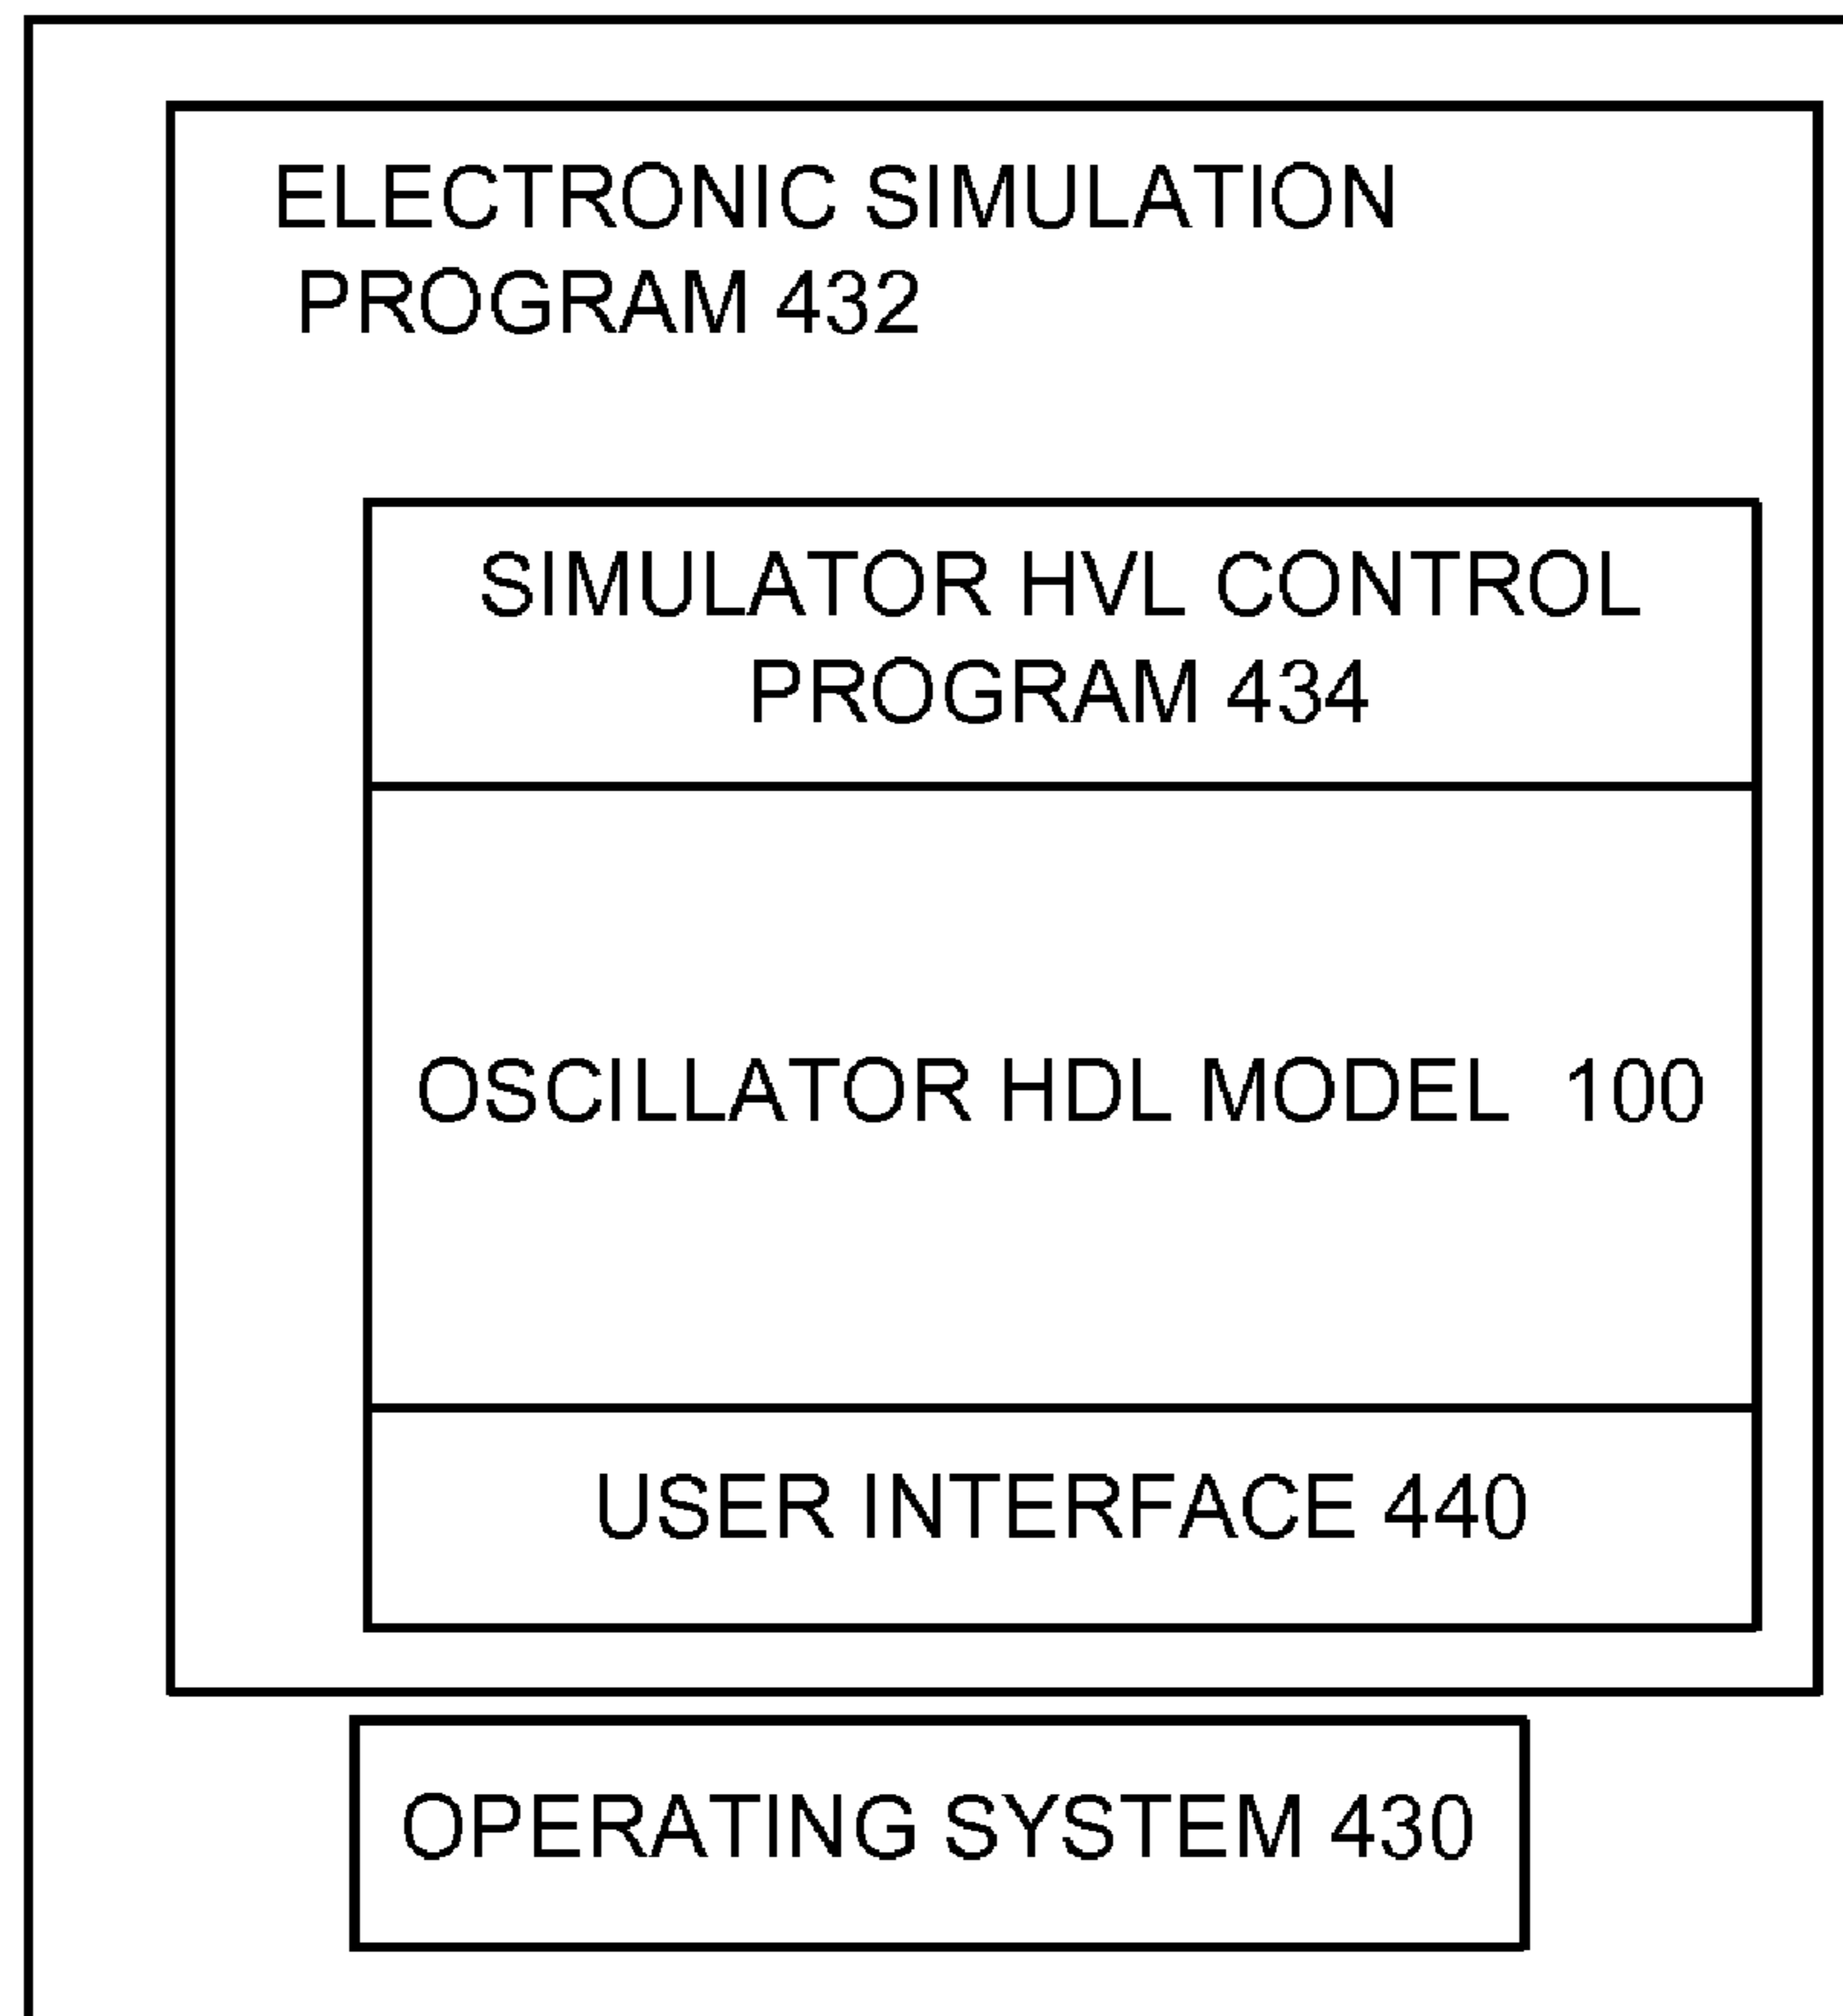 ELECTRONIC SIMULATION
PROGRAM 432
SIMULATOR HVL CONTROL
PROGRAM 434
OSCILLATOR HDL MODEL 100
USER INTERFACE 440
OPERATING SYSTEM 430